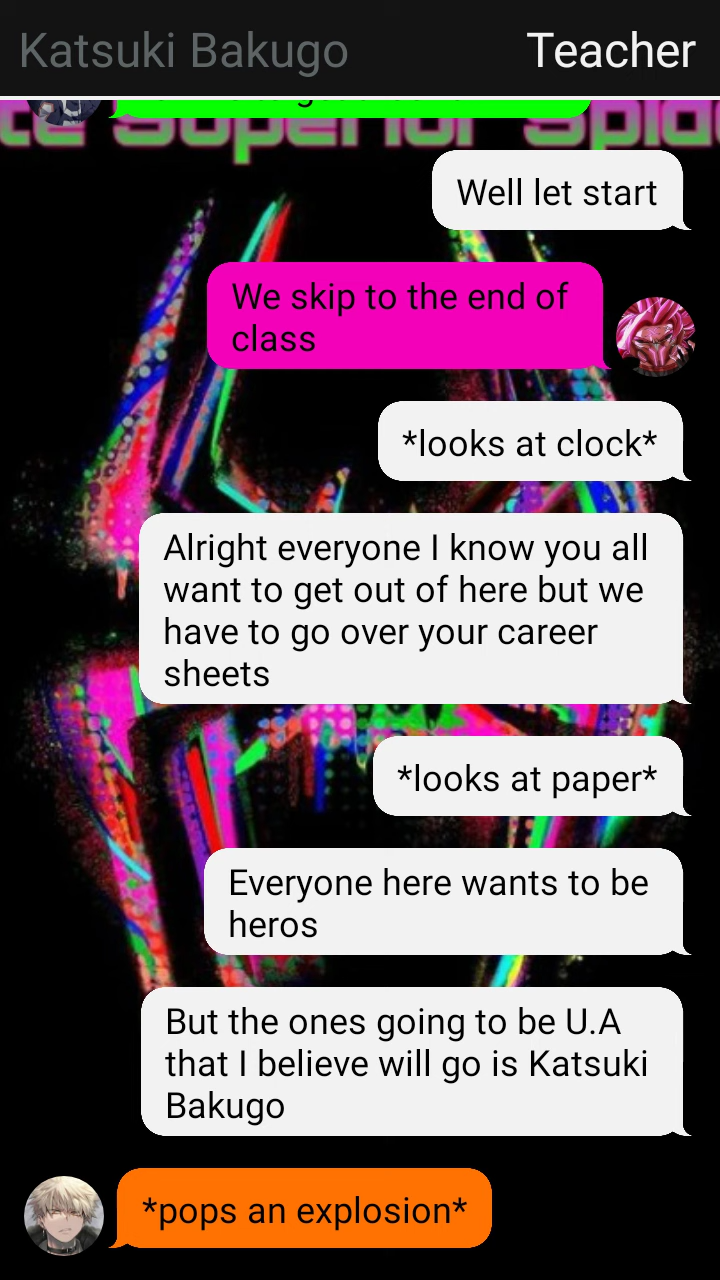 Katsuki Bakugo Teacher
Superior
Well let start
We skip to the end of
class
*looks at clock*
Alright everyone I know you all
want to get out of here but we
have to go over your career
sheets
*looks at paper*
Everyone here wants to be
heros
But the ones going to be U.A
that I believe will go is Katsuki
Bakugo
*pops an explosion*